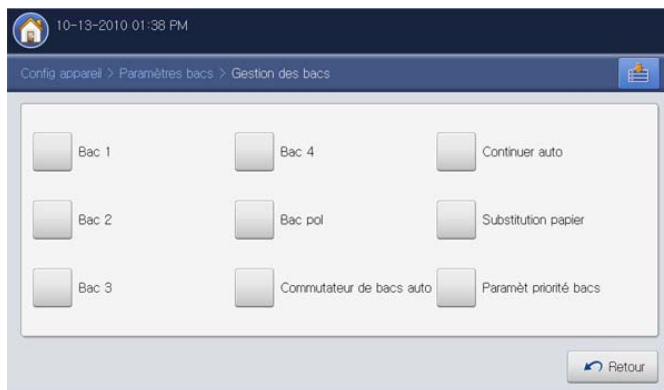 10-13-2010 01:38 PM
Config appareil > Paramètres bacs > Gestion des bacs
Bac 1
Bac 4
Continuer auto
Bac 2
Bac pol
Substitution papier
Bac 3
Commutateur de bacs auto
Paramèt priorité bacs
Retour